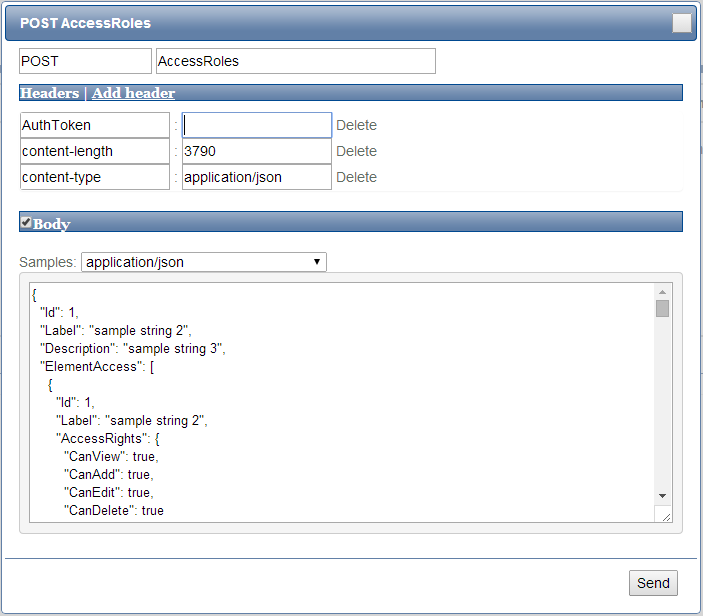 POST AccessRoles
POST AccessRoles
Headers | Add header
AuthToken : Delete
content-length : 3790 Delete
content-type : application/json Delete
Body
Samples: application/json
{
"Id": 1,
"Label": "sample string 2",
"Description": "sample string 3",
"ElementAccess": [
{
"Id": 1,
"Label": "sample string 2",
"AccessRights": {
"CanView": true,
"CanAdd": true,
"CanEdit": true,
"CanDelete": true
Send